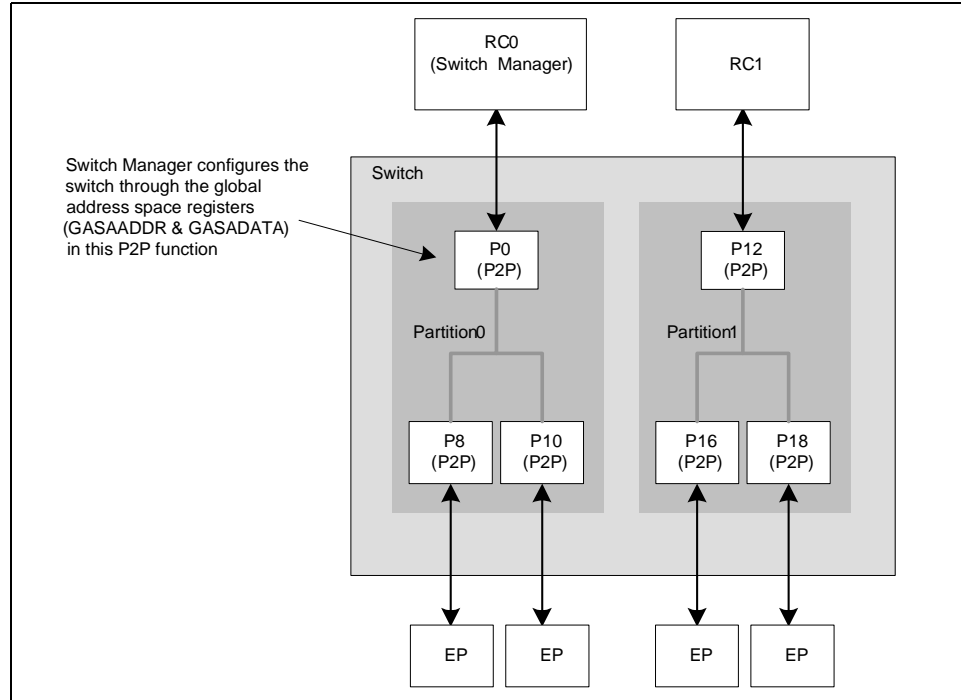 RC0
(Switch Manager)
RC1
Switch Manager configures the
switch through the global
address space registers
(GASAADDR & GASADATA)
in this P2P function
Switch
P0
(P2P)
P12
(P2P)
Partition0
Partition1
P8
(P2P)
P10
(P2P)
P16
(P2P)
P18
(P2P)
EP
EP
EP
EP